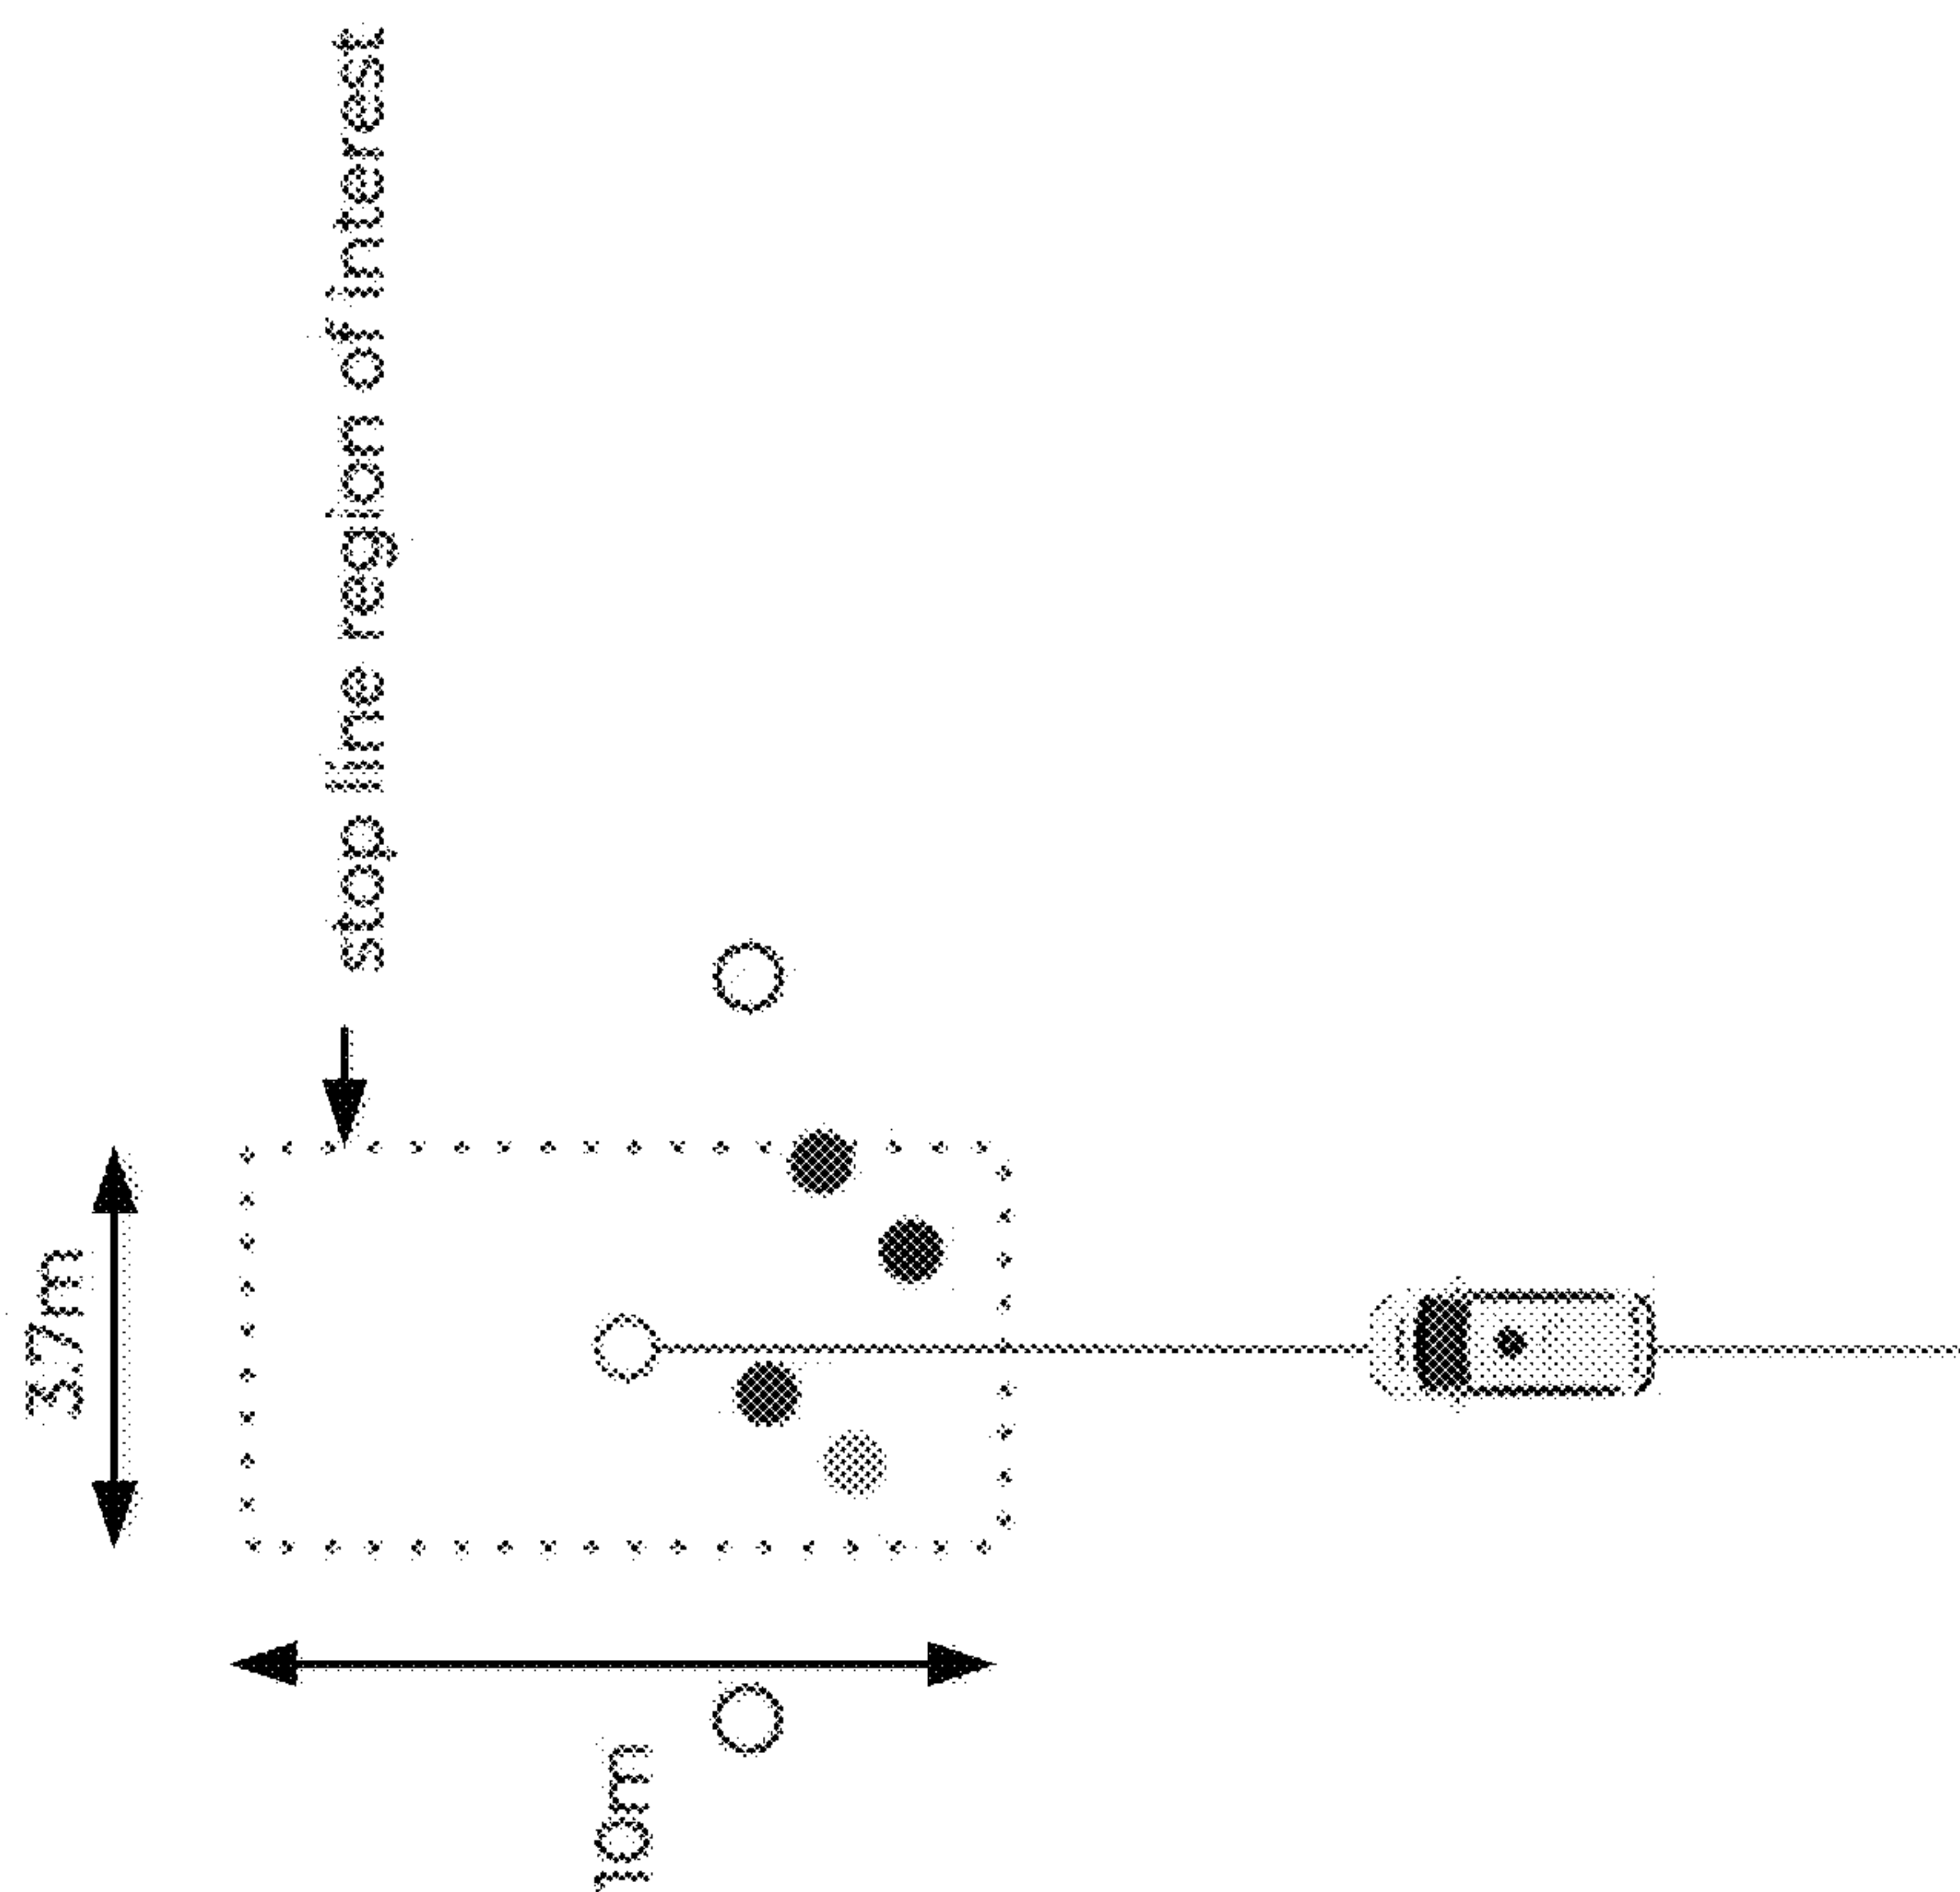 stop line region of interest
3.7m
10m